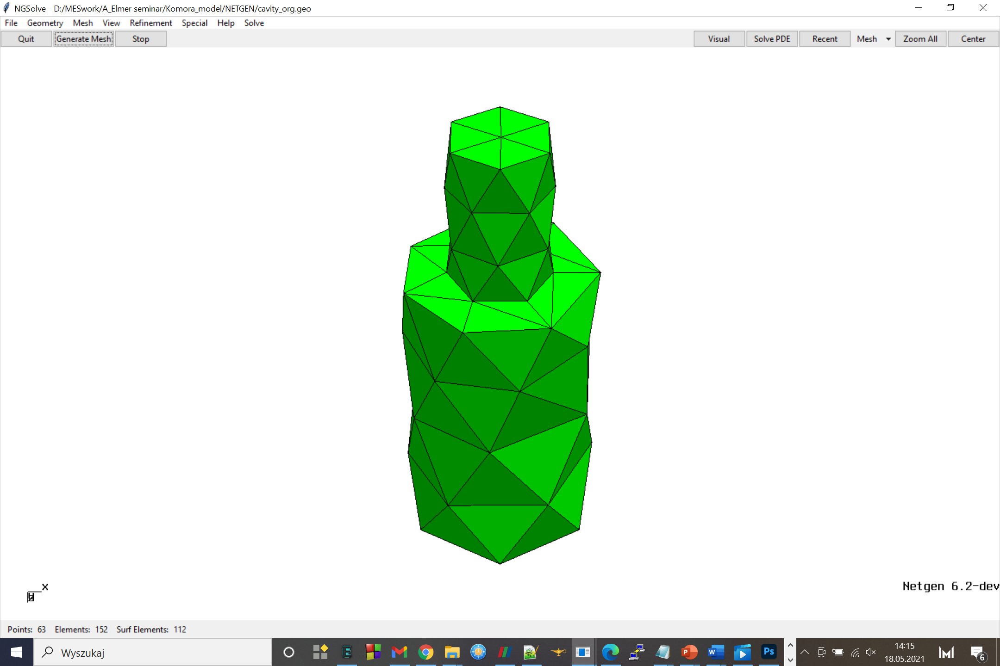 NGSolve - D:/MESwork/A_Elmer seminar/Komora_model/NETGEN/cavity_org.geo
File Geometry Mesh View Refinement Special Help Solve
Quit Generate Mesh Stop Visual Solve PDE Recent Mesh Zoom All Center
x
Netgen 6.2-dev
Points: 63 Elements: 152 Surf Elements: 112
Wyszukaj
14:15
18.05.2021
6